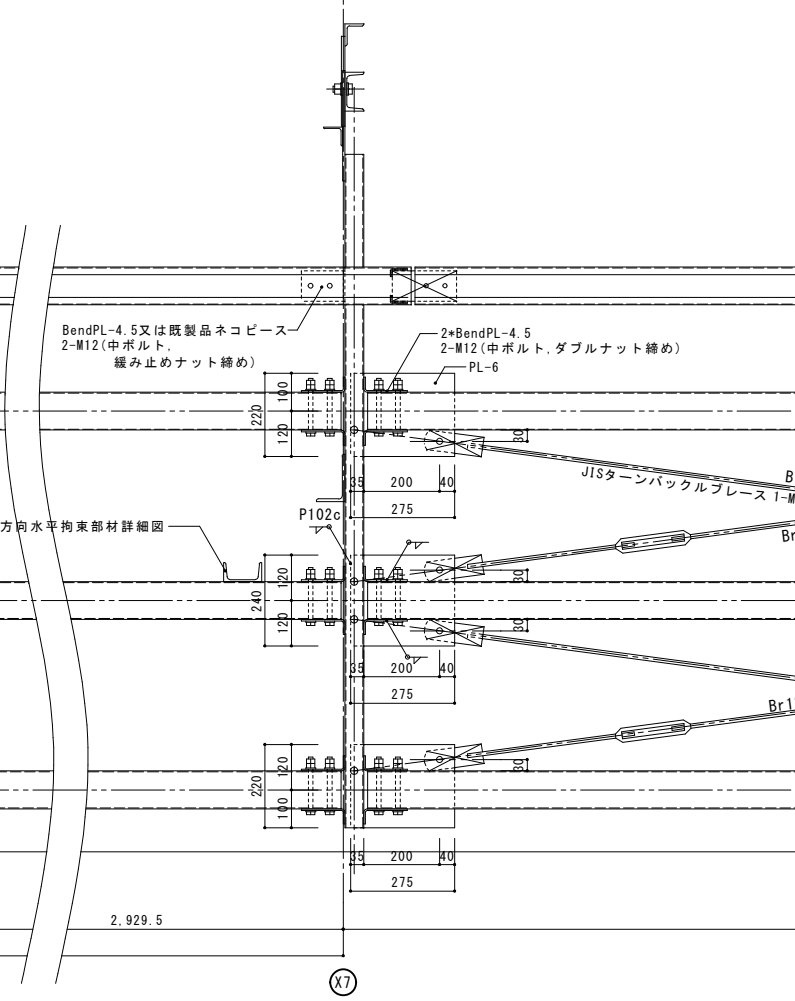 BendPL-4.5又は既製品ネコピース
2-M12(中ボルト,
緩み止めナット締め)
2*BendPL-4.5
2-M12(中ボルト,ダブルナット締め)
PL-6
100
220
120
30
35
200
40
275
JISターンバックルブレース 1-M
B
方向水平拘束部材詳細図
P102c
Br
120
240
120
30
30
35
200
40
275
Br1
120
220
100
30
35
200
40
275
2,929.5
X7